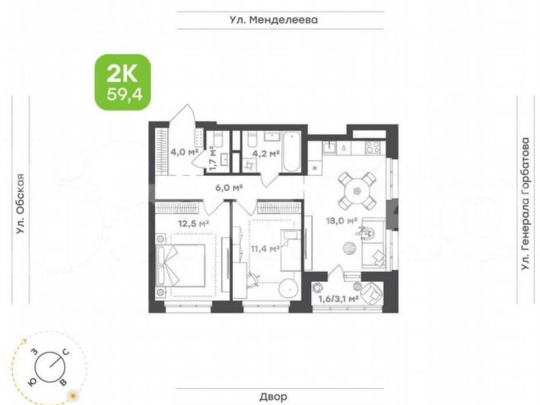 Ул. Менделеева
2К
59,4
4,0 м²
1,7 м²
4,2 м²
6,0 м²
12,5 м²
11,4 м²
18,0 м²
1,6/3,1 м²
Ул. Обская
Ул. Генерала Горбатова
З
С
Ю
В
Двор